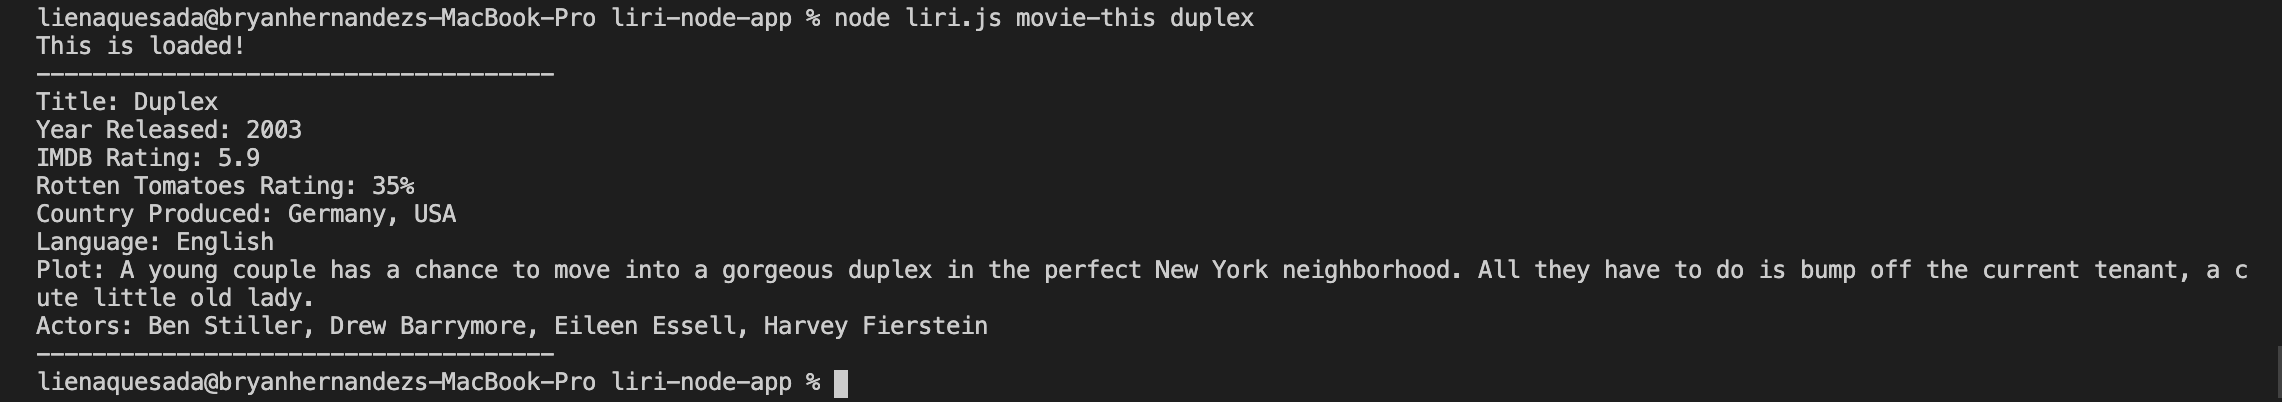 lienaquesada@bryanhernandezs-MacBook-Pro liri-node-app % node liri.js movie-this duplex
This is loaded!
-------------------------------------
Title: Duplex
Year Released: 2003
IMDB Rating: 5.9
Rotten Tomatoes Rating: 35%
Country Produced: Germany, USA
Language: English
Plot: A young couple has a chance to move into a gorgeous duplex in the perfect New York neighborhood. All they have to do is bump off the current tenant, a c
ute little old lady.
Actors: Ben Stiller, Drew Barrymore, Eileen Essell, Harvey Fierstein
-------------------------------------
lienaquesada@bryanhernandezs-MacBook-Pro liri-node-app %